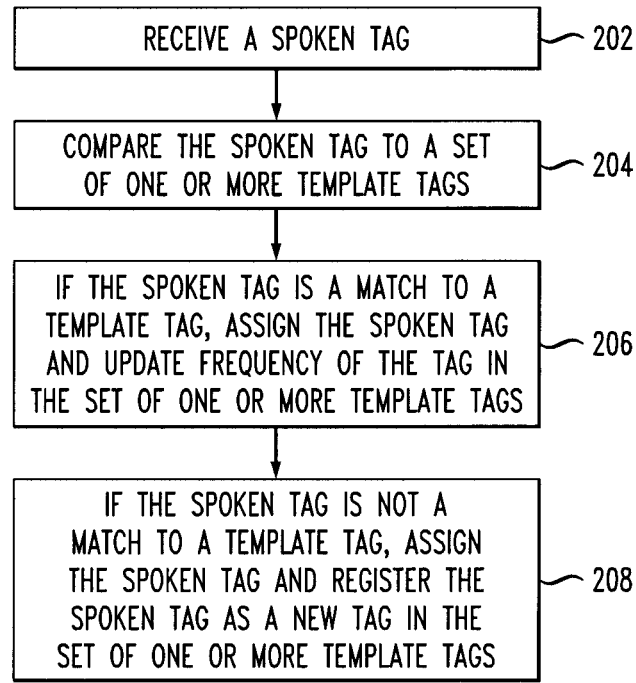 RECEIVE A SPOKEN TAG
202
COMPARE THE SPOKEN TAG TO A SET
OF ONE OR MORE TEMPLATE TAGS
204
IF THE SPOKEN TAG IS A MATCH TO A
TEMPLATE TAG, ASSIGN THE SPOKEN TAG
AND UPDATE FREQUENCY OF THE TAG IN
THE SET OF ONE OR MORE TEMPLATE TAGS
206
IF THE SPOKEN TAG IS NOT A
MATCH TO A TEMPLATE TAG, ASSIGN
THE SPOKEN TAG AND REGISTER THE
SPOKEN TAG AS A NEW TAG IN THE
SET OF ONE OR MORE TEMPLATE TAGS
208